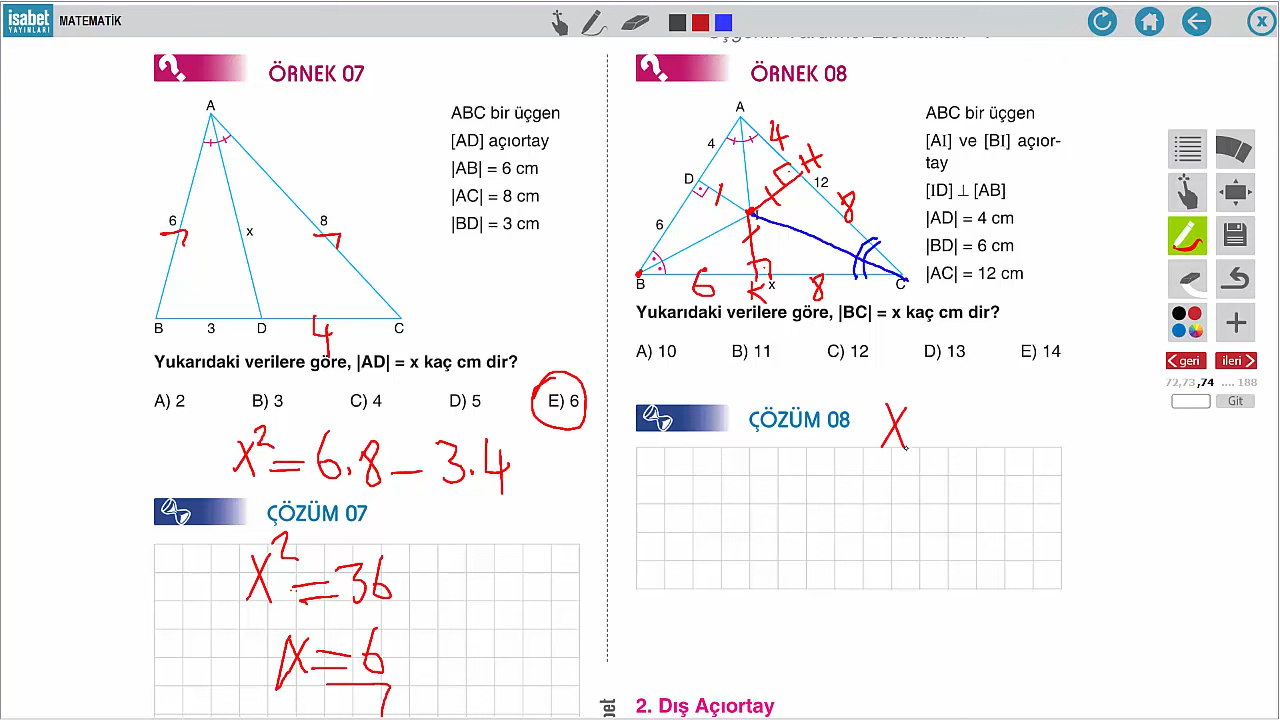 isabet
YAYINLARI
MATEMATİK
ÖRNEK 07
A
6
8
x
B
3
D
4
C
ABC bir üçgen
[AD] açıortay
|AB| = 6 cm
|AC| = 8 cm
|BD| = 3 cm
Yukarıdaki verilere göre, |AD| = x kaç cm dir?
A) 2
B) 3
C) 4
D) 5
E) 6
x² = 6.8 - 3.4
ÇÖZÜM 07
x² = 36
x = 6
ÖRNEK 08
A
4
4
H
D
12
8
6
B
6
K
x
8
C
ABC bir üçgen
[AI] ve [BI] açıor-
tay
[ID] ⊥ [AB]
|AD| = 4 cm
|BD| = 6 cm
|AC| = 12 cm
Yukarıdaki verilere göre, |BC| = x kaç cm dir?
A) 10
B) 11
C) 12
D) 13
E) 14
ÇÖZÜM 08
X
2. Dış Açıortay
geri
ileri
72,73,74 .... 188
Git